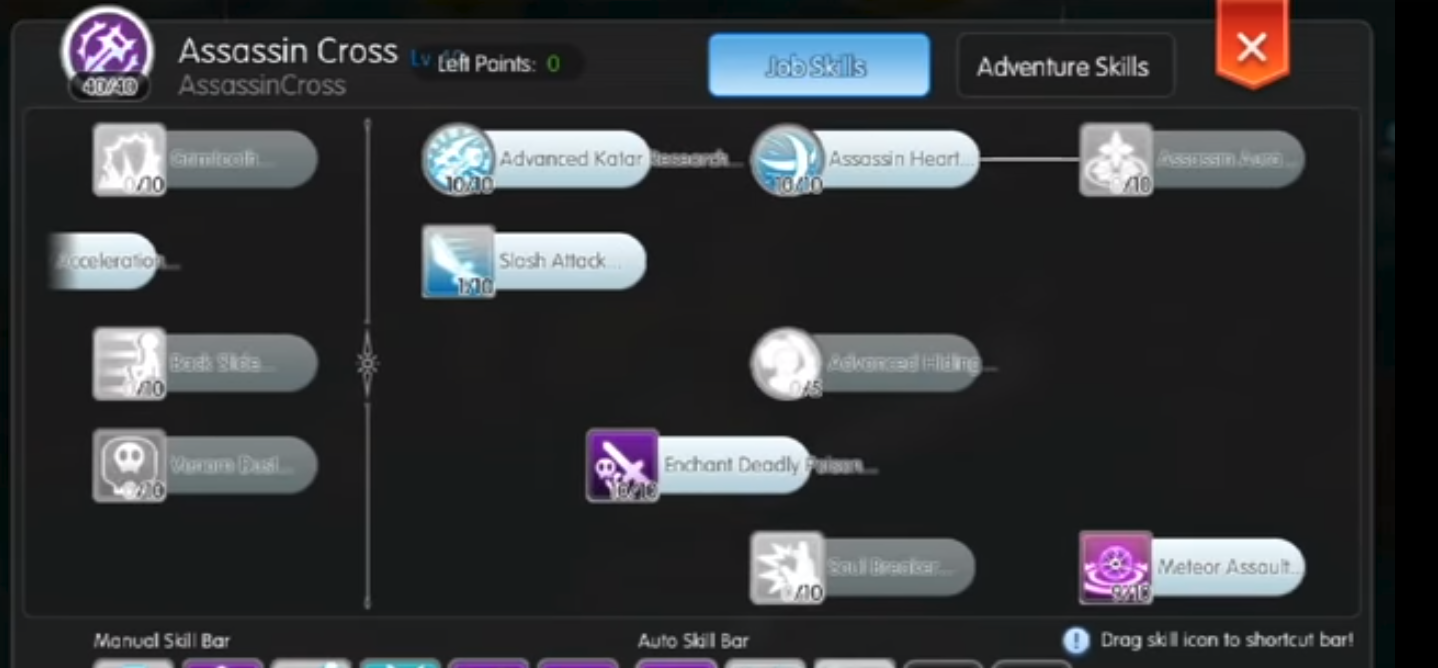 Assassin Cross Lv 40 Left Points: 0
AssassinCross
40/40
Job Skills
Adventure Skills
Grimtooth...
0/10
Advanced Katar Research...
10/10
Assassin Heart...
10/10
Assassin Aura...
0/10
Acceleration...
Slash Attack...
1/10
Back Slide...
0/10
Advanced Hiding...
0/5
Venom Dust...
0/10
Enchant Deadly Poison...
10/10
Soul Breaker...
0/10
Meteor Assault...
9/10
Manual Skill Bar
Auto Skill Bar
Drag skill icon to shortcut bar!